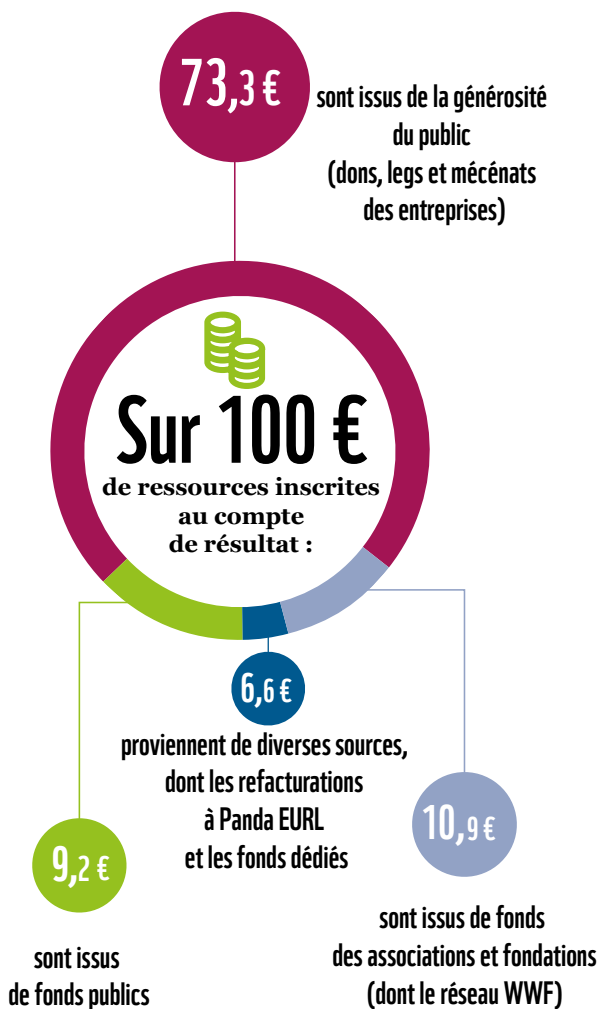 73,3 €
sont issus de la générosité
du public
(dons, legs et mécénats
des entreprises)
Sur 100 €
de ressources inscrites
au compte
de résultat :
6,6 €
proviennent de diverses sources,
dont les refacturations
à Panda EURL
et les fonds dédiés
9,2 €
sont issus
de fonds publics
10,9 €
sont issus de fonds
des associations et fondations
(dont le réseau WWF)